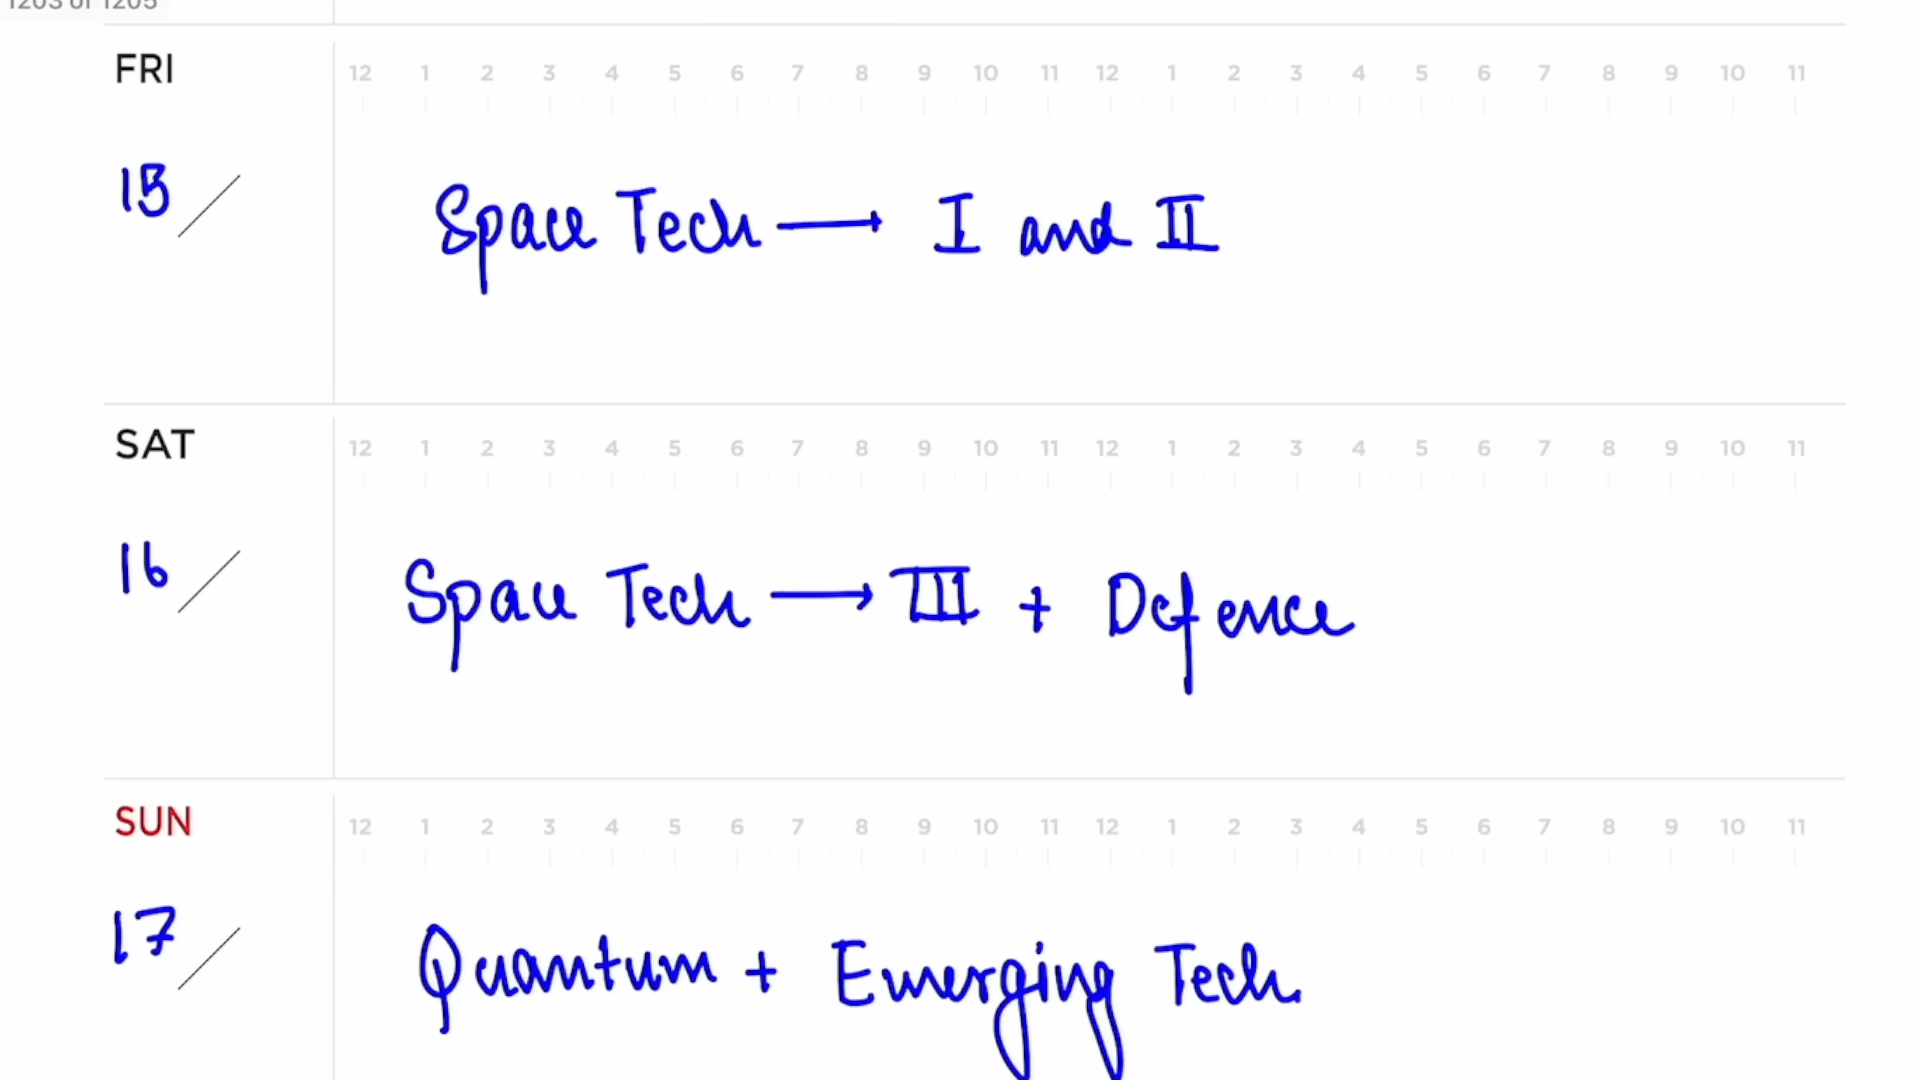 1203 of 1205
FRI
12 1 2 3 4 5 6 7 8 9 10 11 12 1 2 3 4 5 6 7 8 9 10 11
15/
Space Tech → I and II
SAT
12 1 2 3 4 5 6 7 8 9 10 11 12 1 2 3 4 5 6 7 8 9 10 11
16/
Space Tech → III + Defence
SUN
12 1 2 3 4 5 6 7 8 9 10 11 12 1 2 3 4 5 6 7 8 9 10 11
17/
Quantum + Emerging Tech.